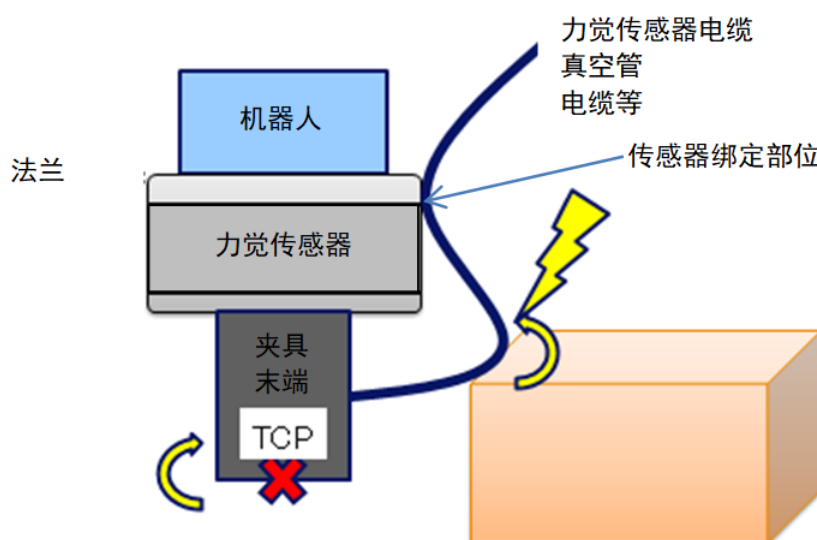 力觉传感器电缆
真空管
电缆等
机器人
传感器绑定部位
法兰
力觉传感器
夹具
末端
TCP